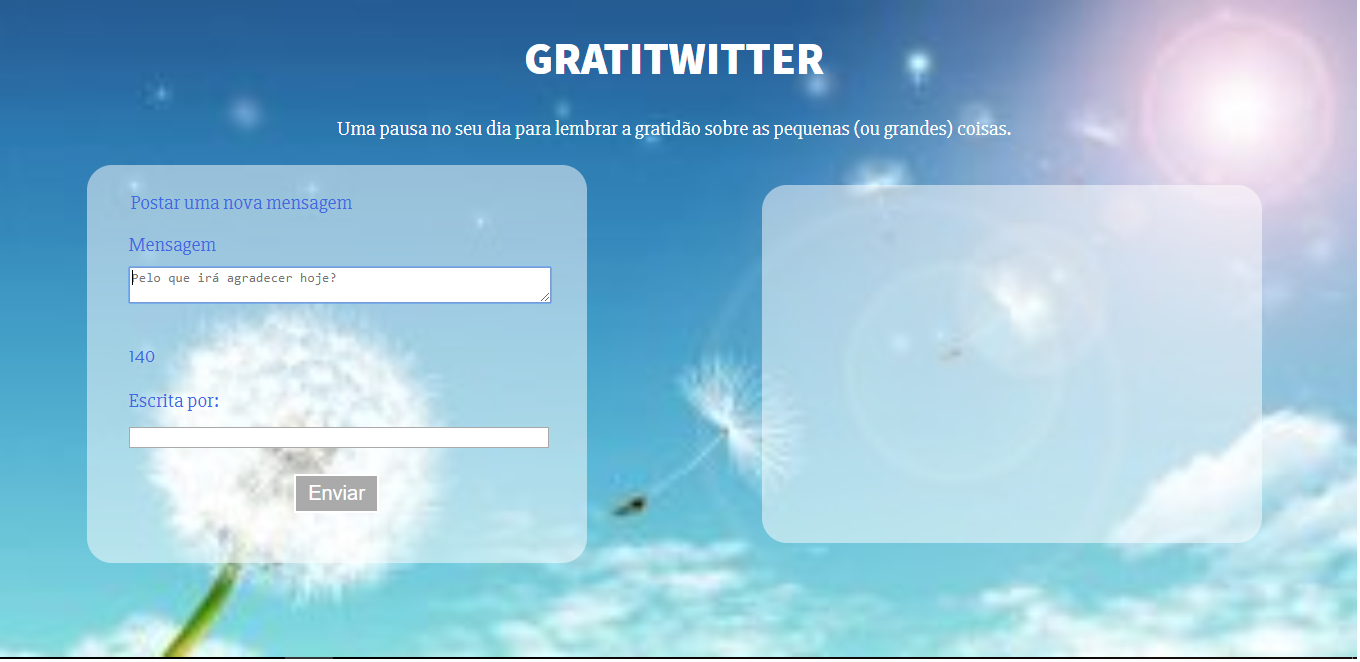 GRATITWITTER
Uma pausa no seu dia para lembrar a gratidão sobre as pequenas (ou grandes) coisas.
Postar uma nova mensagem
Mensagem
Pelo que irá agradecer hoje?
140
Escrita por:
Enviar